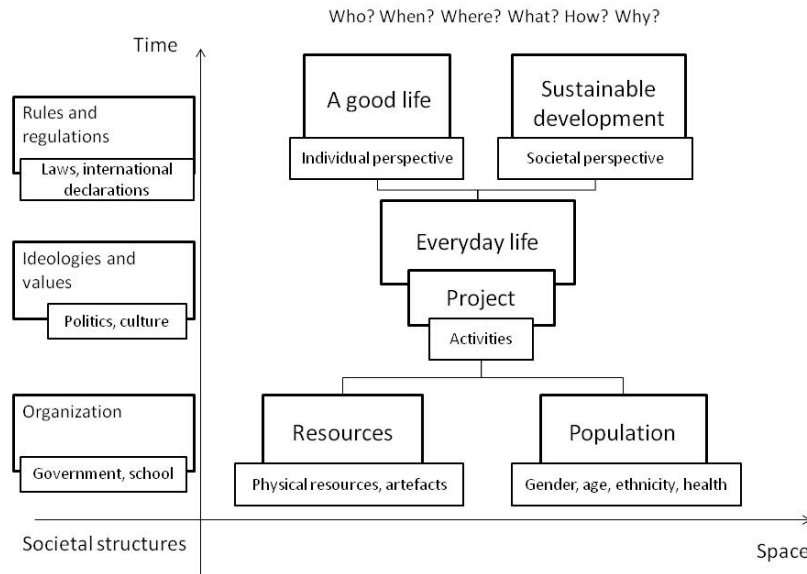 Who? When? Where? What? How? Why?
Time
Rules and
regulations
Laws, international
declarations
Ideologies and
values
Politics, culture
Organization
Government, school
Societal structures
A good life
Individual perspective
Sustainable
development
Societal perspective
Everyday life
Project
Activities
Resources
Physical resources, artefacts
Population
Gender, age, ethnicity, health
Space